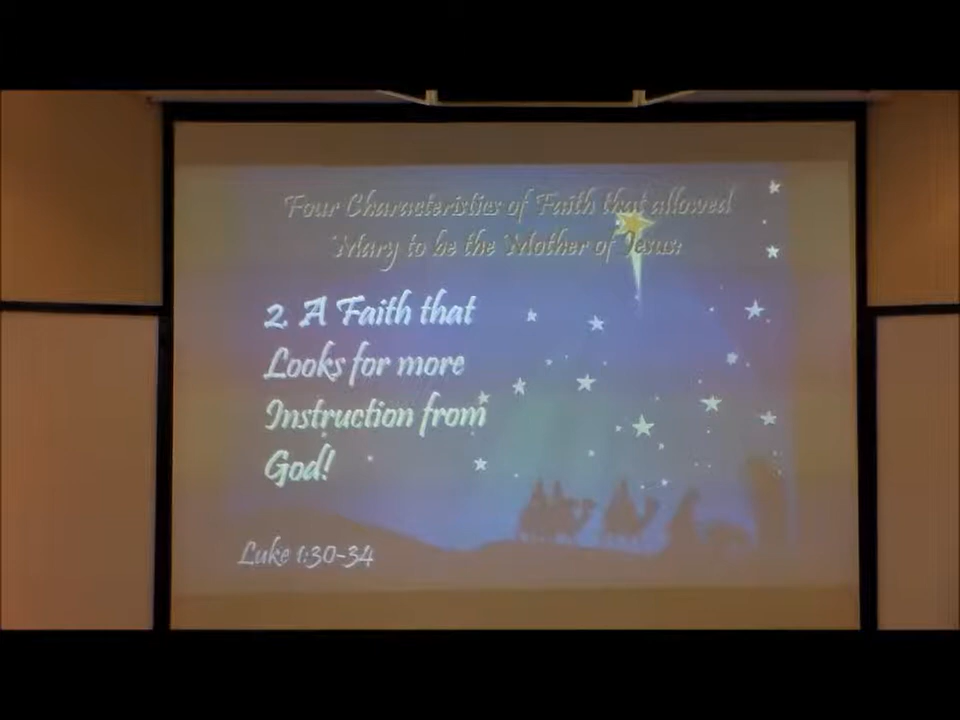 Four Characteristics of Faith that allowed
Mary to be the Mother of Jesus:
2. A Faith that
Looks for more
Instruction from
God!
Luke 1:30-34